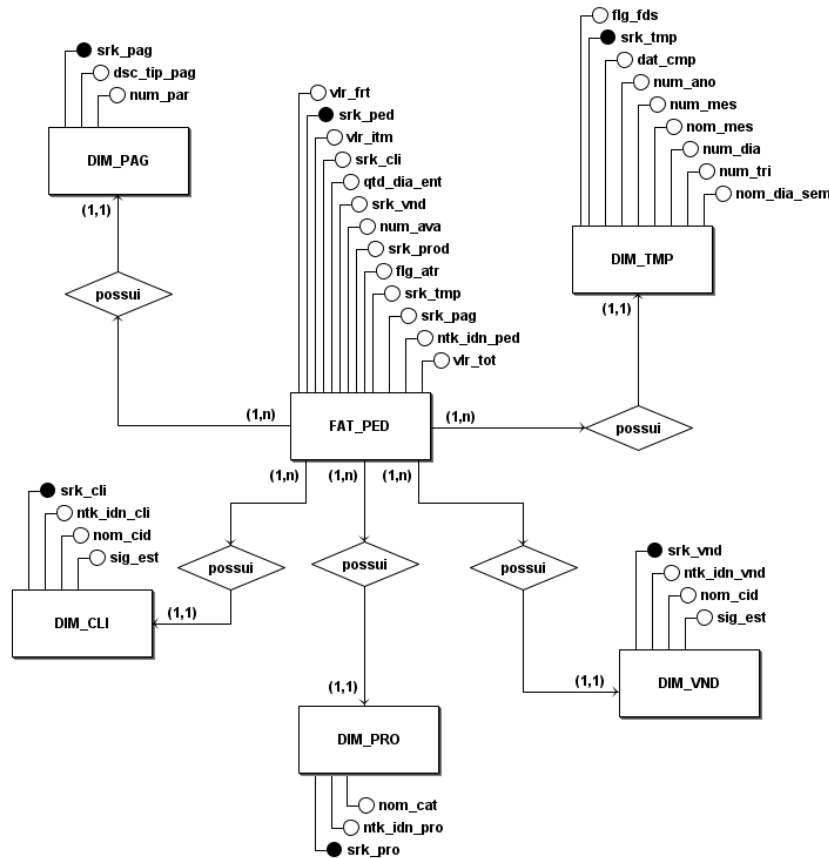 srk_pag
dsc_tip_pag
num_par
DIM_PAG
(1,1)
possui
(1,n)
vlr_frt
srk_ped
vlr_itm
srk_cli
qtd_dia_ent
srk_vnd
num_ava
srk_prod
flg_atr
srk_tmp
srk_pag
ntk_idn_ped
vlr_tot
FAT_PED
(1,n)
flg_fds
srk_tmp
dat_cmp
num_ano
num_mes
nom_mes
num_dia
num_tri
nom_dia_sem
DIM_TMP
(1,1)
possui
(1,n)
(1,n)
(1,n)
srk_cli
ntk_idn_cli
nom_cid
sig_est
DIM_CLI
(1,1)
possui
possui
possui
(1,1)
DIM_PRO
nom_cat
ntk_idn_pro
srk_pro
srk_vnd
ntk_idn_vnd
nom_cid
sig_est
DIM_VND
(1,1)